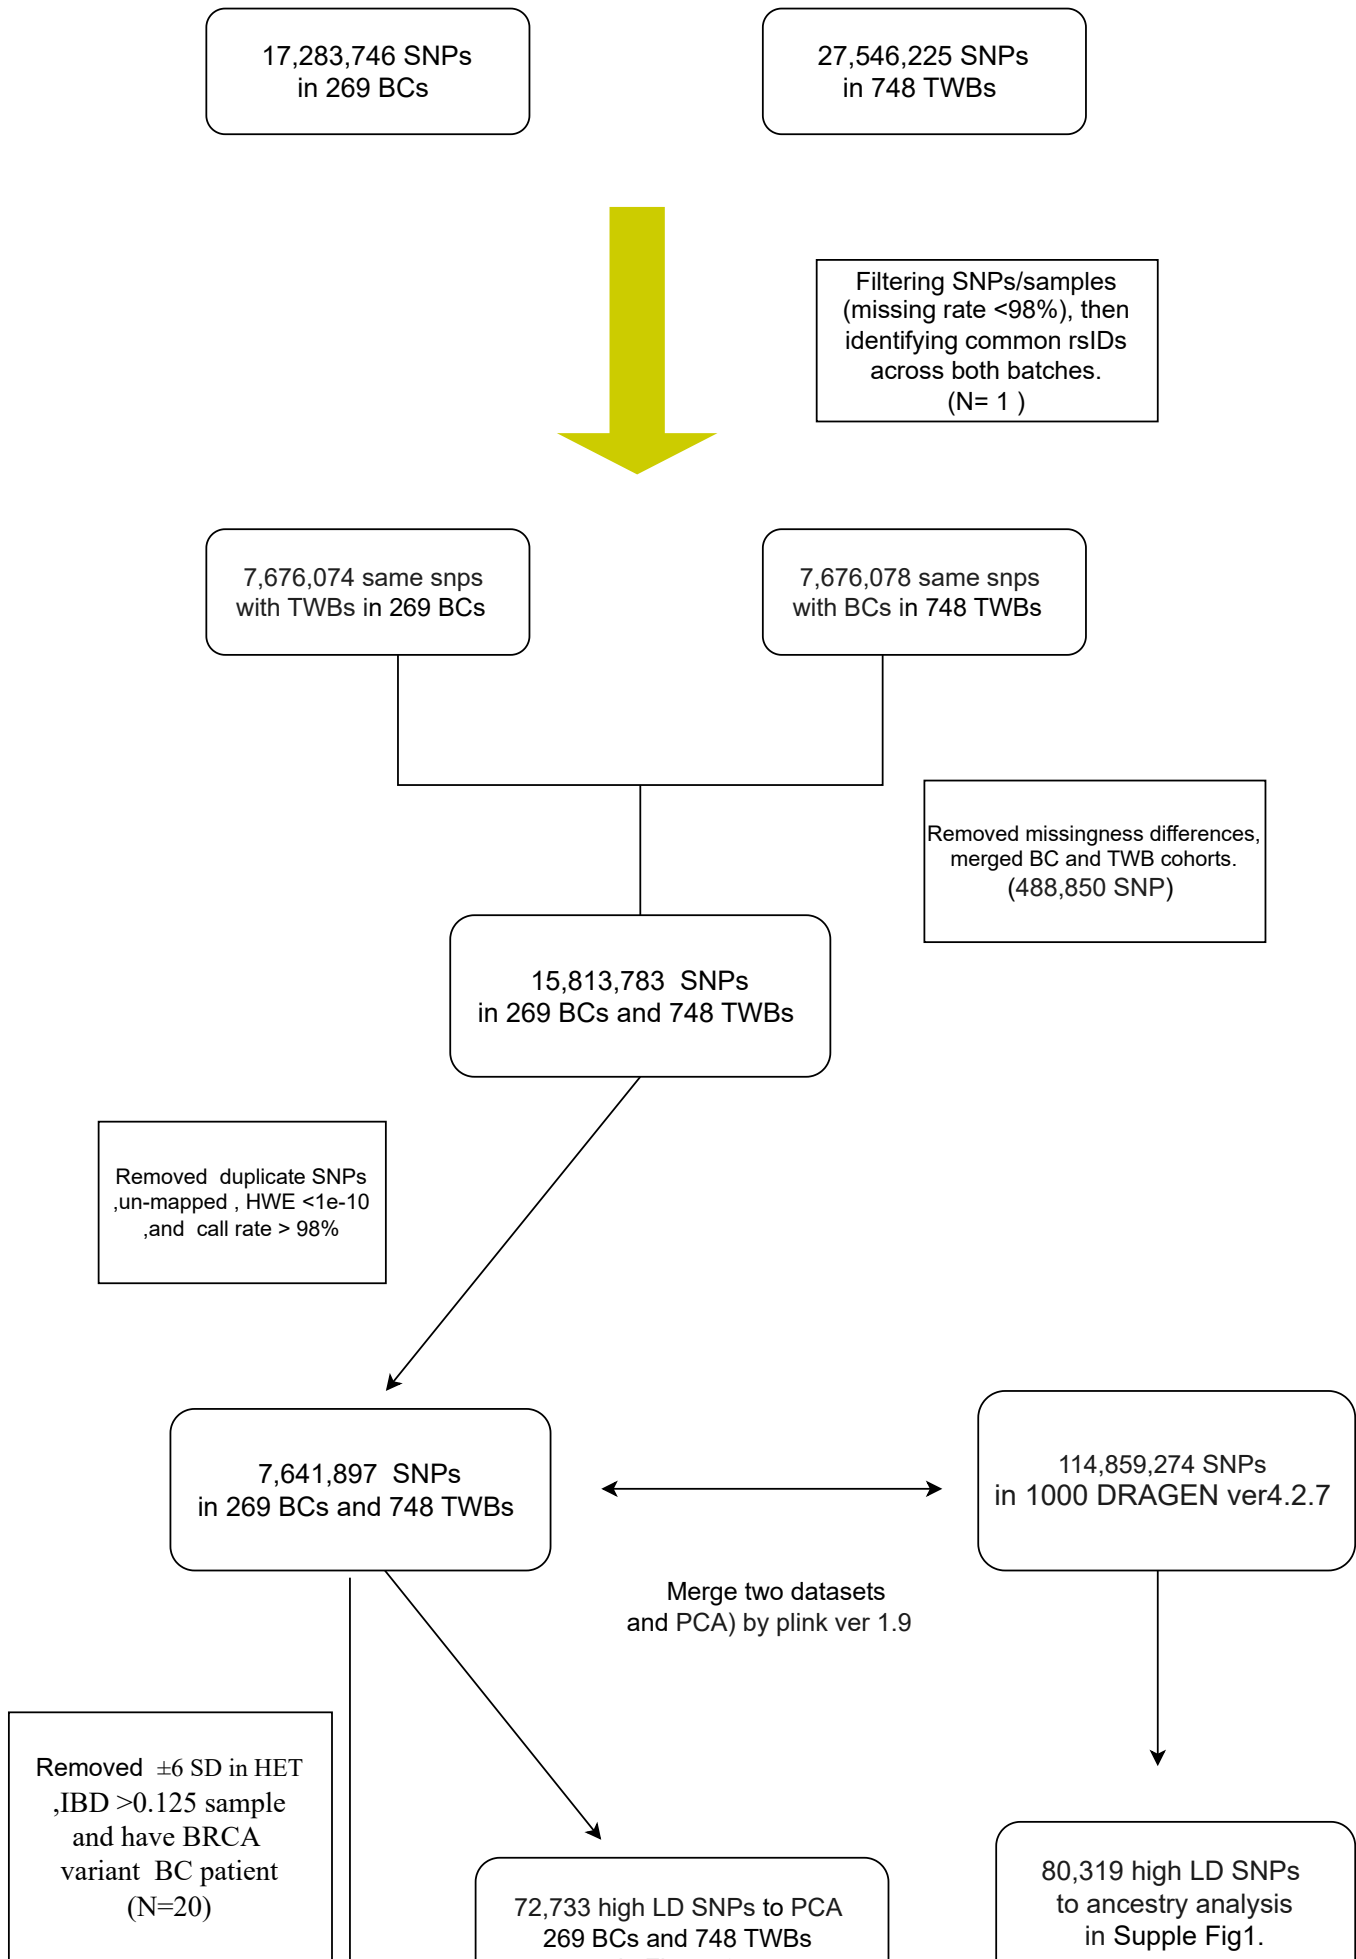 17,283,746 SNPs
in 269 BCs
27,546,225 SNPs
in 748 TWBs
Filtering SNPs/samples
(missing rate <98%), then
identifying common rsIDs
across both batches.
(N= 1 )
7,676,074 same snps
with TWBs in 269 BCs
7,676,078 same snps
with BCs in 748 TWBs
Removed missingness differences,
merged BC and TWB cohorts.
(488,850 SNP)
15,813,783 SNPs
in 269 BCs and 748 TWBs
Removed duplicate SNPs
,un-mapped , HWE <1e-10
,and call rate > 98%
7,641,897 SNPs
in 269 BCs and 748 TWBs
114,859,274 SNPs
in 1000 DRAGEN ver4.2.7
Merge two datasets
and PCA) by plink ver 1.9
Removed ±6 SD in HET
,IBD >0.125 sample
and have BRCA
variant BC patient
(N=20)
72,733 high LD SNPs to PCA
269 BCs and 748 TWBs
80,319 high LD SNPs
to ancestry analysis
in Supple Fig1.